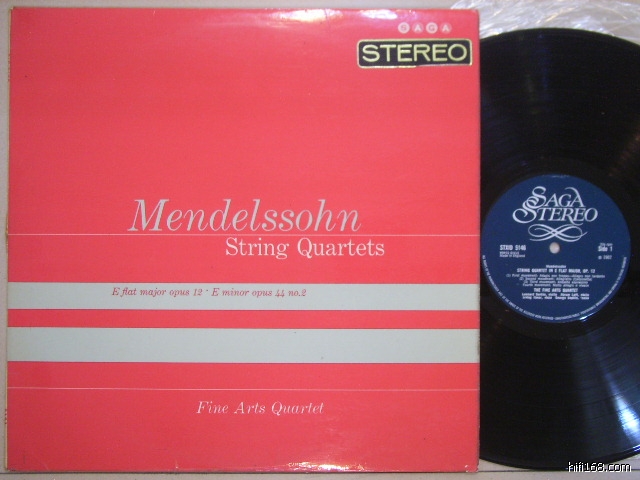 SAGA
STEREO
Mendelssohn
String Quartets
E flat major opus 12 · E minor opus 44 no.2
Fine Arts Quartet
SAGA
STEREO
STXID 5146
Side 1
Mendelssohn
STRING QUARTET IN E FLAT MAJOR, OP. 12
THE FINE ARTS QUARTET
hifi168.com